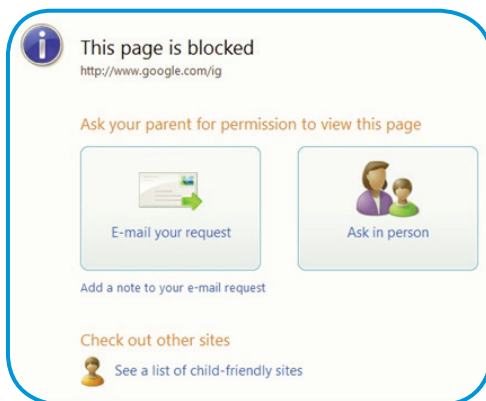 This page is blocked
http://www.google.com/ig
Ask your parent for permission to view this page
E-mail your request
Ask in person
Add a note to your e-mail request
Check out other sites
See a list of child-friendly sites